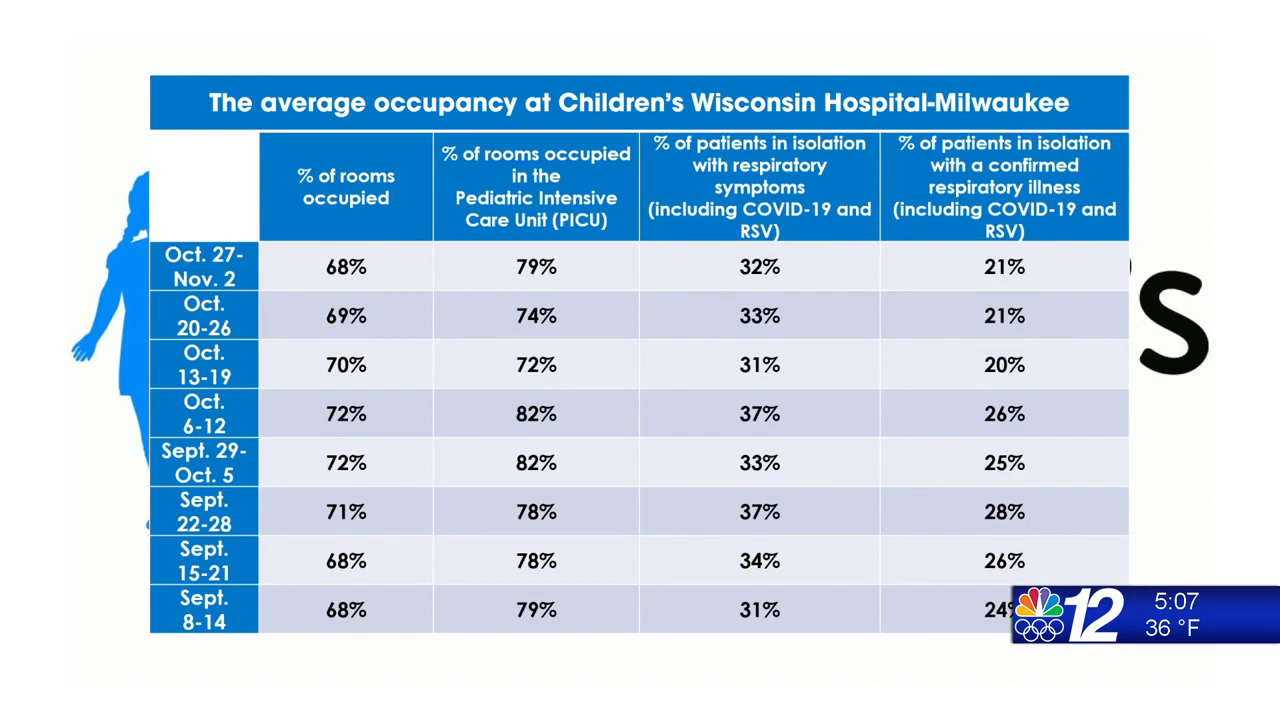 The average occupancy at Children's Wisconsin Hospital-Milwaukee
% of rooms
occupied
% of rooms occupied
in the
Pediatric Intensive
Care Unit (PICU)
% of patients in isolation
with respiratory
symptoms
(including COVID-19 and
RSV)
% of patients in isolation
with a confirmed
respiratory illness
(including COVID-19 and
RSV)
Oct. 27-
Nov. 2
68% 79% 32% 21%
Oct.
20-26
69% 74% 33% 21%
Oct.
13-19
70% 72% 31% 20%
Oct.
6-12
72% 82% 37% 26%
Sept. 29-
Oct. 5
72% 82% 33% 25%
Sept.
22-28
71% 78% 37% 28%
Sept.
15-21
68% 78% 34% 26%
Sept.
8-14
68% 79% 31% 24%
S
12
5:07
36 °F